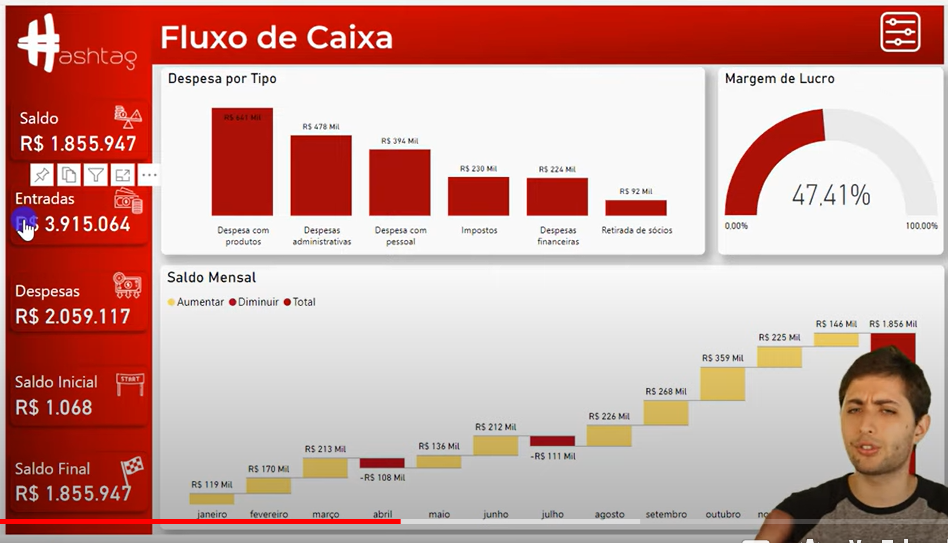 ashtag
Fluxo de Caixa
Saldo
R$ 1.855.947
Entradas
R$ 3.915.064
Despesas
R$ 2.059.117
Saldo Inicial
START
R$ 1.068
Saldo Final
R$ 1.855.947
Despesa por Tipo
R$ 641 Mil
R$ 478 Mil
R$ 394 Mil
R$ 230 Mil
R$ 224 Mil
R$ 92 Mil
Despesa com
produtos
Despesas
administrativas
Despesa com
pessoal
Impostos
Despesas
financeiras
Retirada de sócios
Margem de Lucro
47.41%
0,00%
100.00%
Saldo Mensal
Aumentar Diminuir Total
R$ 119 Mil
R$ 170 Mil
R$ 213 Mil
-R$ 108 Mil
R$ 136 Mil
R$ 212 Mil
-R$ 111 Mil
R$ 226 Mil
R$ 268 Mil
R$ 359 Mil
R$ 225 Mil
R$ 146 Mil
R$ 1.856 Mil
janeiro fevereiro março abril maio junho julho agosto setembro outubro